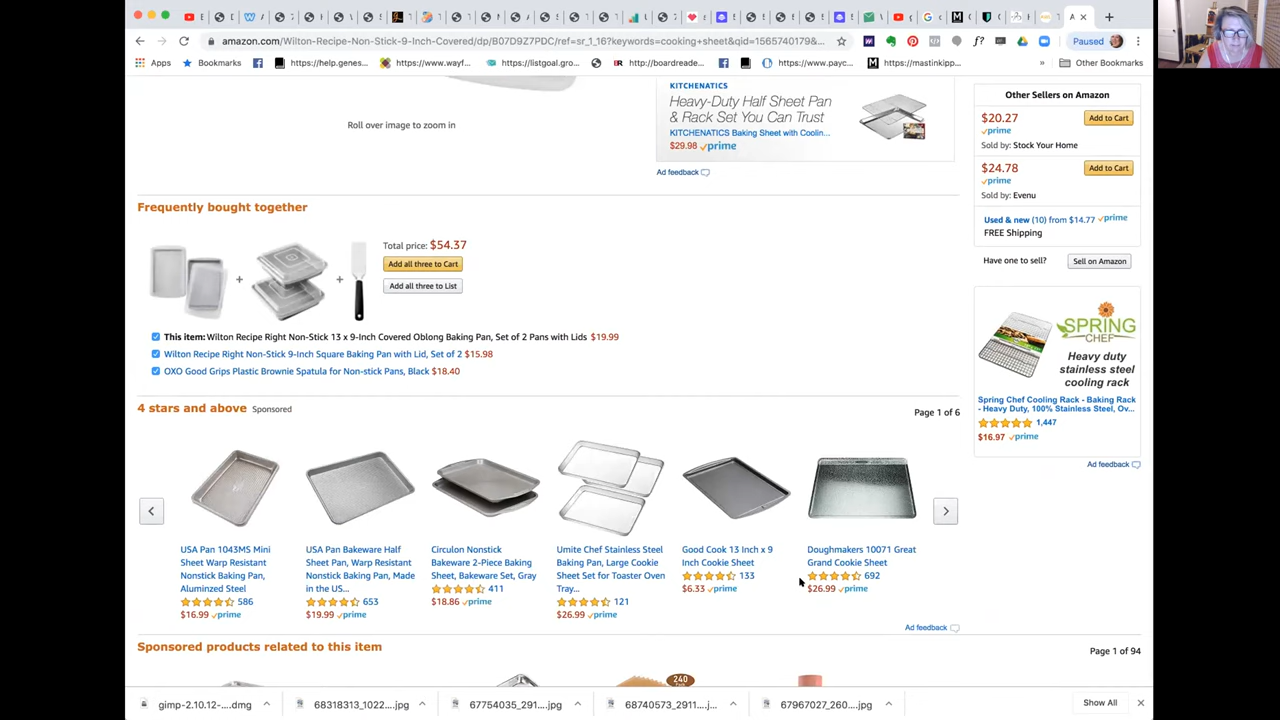 amazon.com/Wilton-Recipe-Non-Stick-9-Inch-Covered/dp/B07D9Z7PDC/ref=sr_1_16?keywords=cooking+sheet&qid=1565740179&...
Paused
Apps
Bookmarks
https://help.genes...
https://www.wayf...
https://listgoal.gro...
http://boardreade...
https://www.payc...
https://mastinkipp...
»
Other Bookmarks
Roll over image to zoom in
KITCHENATICS
Heavy-Duty Half Sheet Pan
& Rack Set You Can Trust
KITCHENATICS Baking Sheet with Coolin...
$29.98 prime
Ad feedback
Other Sellers on Amazon
$20.27 Add to Cart
prime
Sold by: Stock Your Home
$24.78 Add to Cart
prime
Sold by: Evenu
Used & new (10) from $14.77 prime
FREE Shipping
Have one to sell? Sell on Amazon
Frequently bought together
Total price: $54.37
Add all three to Cart
Add all three to List
This item: Wilton Recipe Right Non-Stick 13 x 9-Inch Covered Oblong Baking Pan, Set of 2 Pans with Lids $19.99
Wilton Recipe Right Non-Stick 9-Inch Square Baking Pan with Lid, Set of 2 $15.98
OXO Good Grips Plastic Brownie Spatula for Non-stick Pans, Black $18.40
SPRING
CHEF
Heavy duty
stainless steel
cooling rack
Spring Chef Cooling Rack - Baking Rack
- Heavy Duty, 100% Stainless Steel, Ov...
1,447
$16.97 prime
Ad feedback
4 stars and above Sponsored
Page 1 of 6
USA Pan 1043MS Mini
Sheet Warp Resistant
Nonstick Baking Pan,
Aluminzed Steel
586
$16.99 prime
USA Pan Bakeware Half
Sheet Pan, Warp Resistant
Nonstick Baking Pan, Made
in the US...
653
$19.99 prime
Circulon Nonstick
Bakeware 2-Piece Baking
Sheet, Bakeware Set, Gray
411
$18.86 prime
Umite Chef Stainless Steel
Baking Pan, Large Cookie
Sheet Set for Toaster Oven
Tray...
121
$26.99 prime
Good Cook 13 Inch x 9
Inch Cookie Sheet
133
$6.33 prime
Doughmakers 10071 Great
Grand Cookie Sheet
692
$26.99 prime
Ad feedback
Sponsored products related to this item
Page 1 of 94
240
gimp-2.10.12-....dmg
68318313_1022....jpg
67754035_291....jpg
68740573_2911....jpg
67967027_260....jpg
Show All